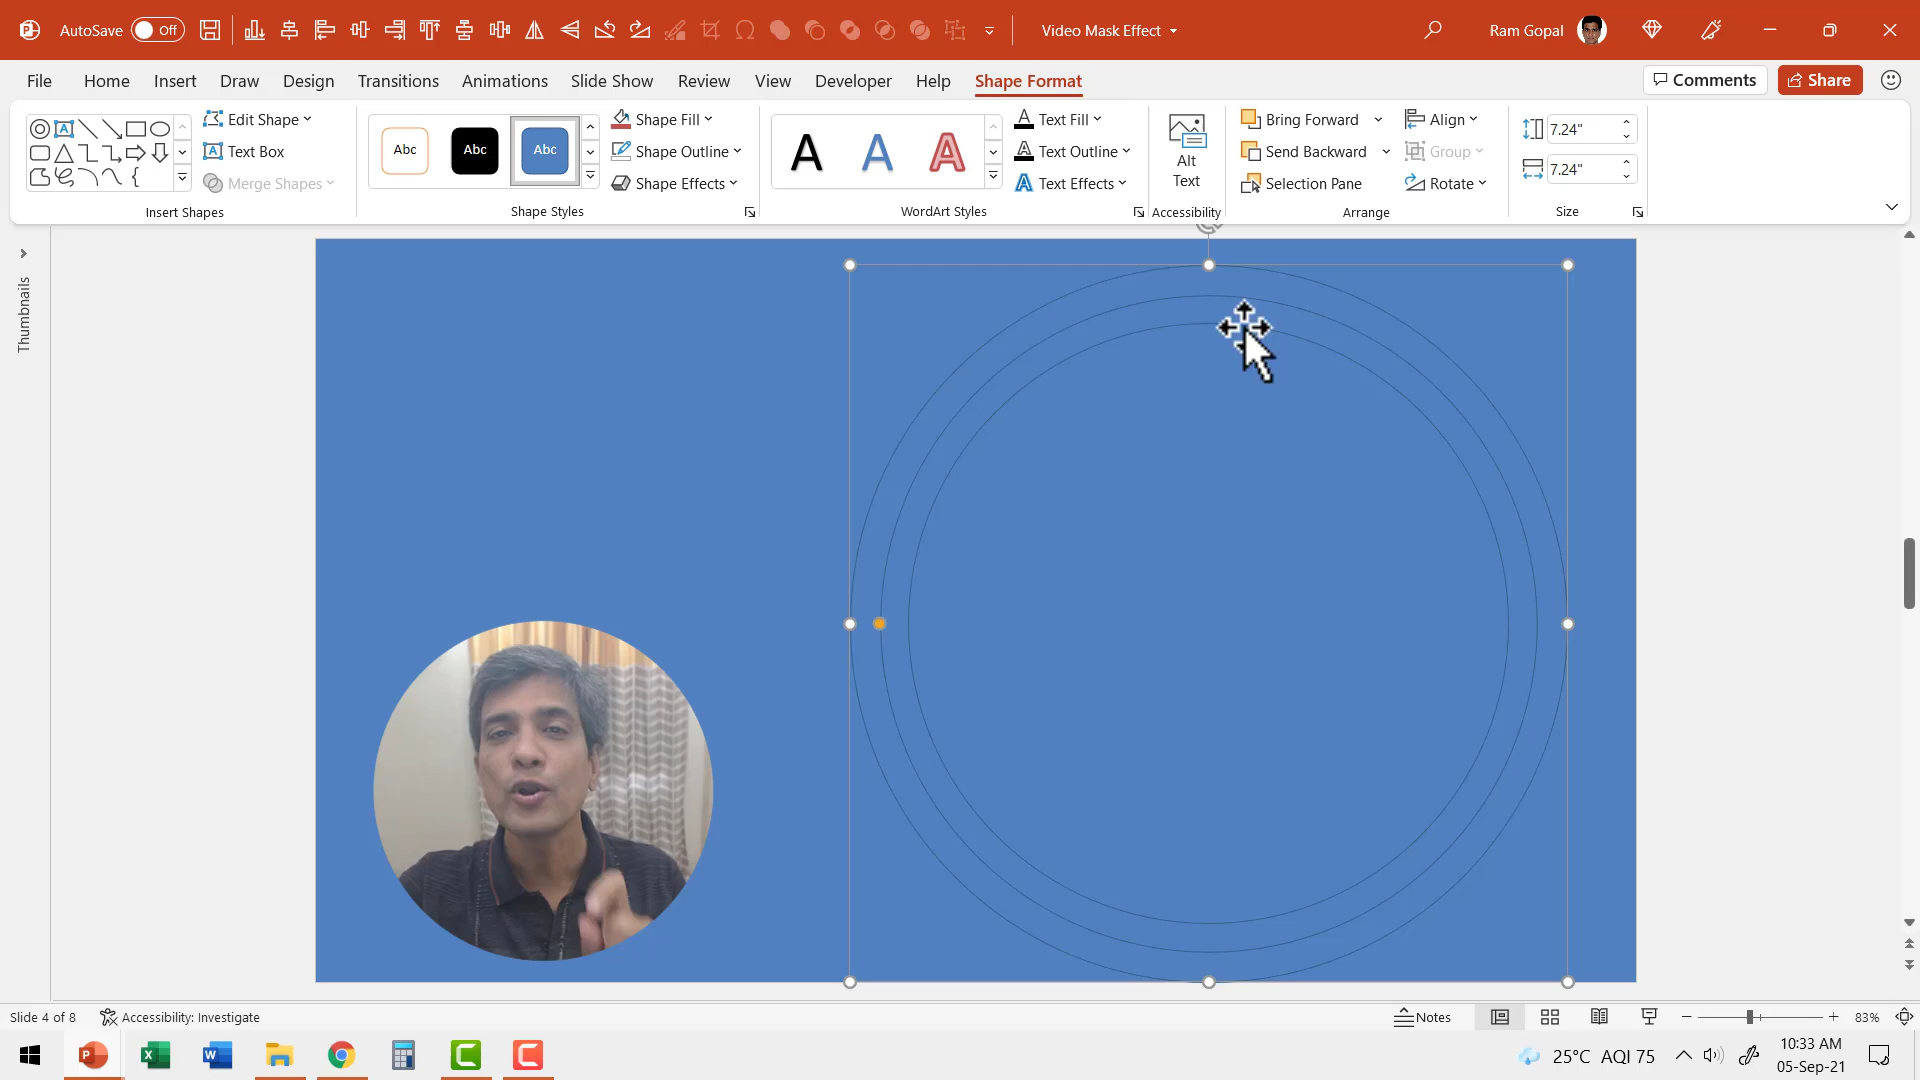 AutoSave Off Video Mask Effect Ram Gopal
File Home Insert Draw Design Transitions Animations Slide Show Review View Developer Help Shape Format Comments Share
Edit Shape
Text Box
Merge Shapes
Insert Shapes
Abc Abc Abc
Shape Fill
Shape Outline
Shape Effects
Shape Styles
A A A
Text Fill
Text Outline
Text Effects
WordArt Styles
Alt
Text
Accessibility
Bring Forward
Send Backward
Selection Pane
Align
Group
Rotate
Arrange
7.24"
7.24"
Size
Thumbnails
Slide 4 of 8 Accessibility: Investigate Notes 83%
25°C AQI 75
10:33 AM
05-Sep-21